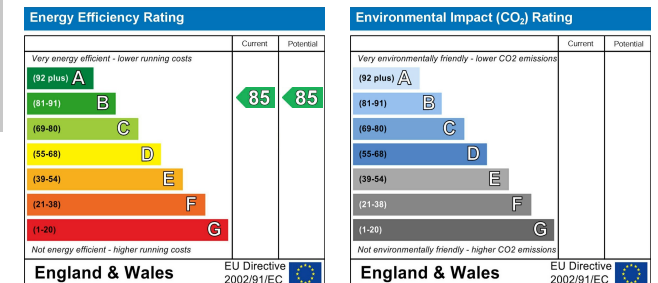 Energy Efficiency Rating
Current Potential
Very energy efficient - lower running costs
(92 plus) A
(81-91) B
85 85
(69-80) C
(55-68) D
(39-54) E
(21-38) F
(1-20) G
Not energy efficient - higher running costs
England & Wales
EU Directive
2002/91/EC
Environmental Impact (CO₂) Rating
Current Potential
Very environmentally friendly - lower CO2 emissions
(92 plus) A
(81-91) B
(69-80) C
(55-68) D
(39-54) E
(21-38) F
(1-20) G
Not environmentally friendly - higher CO2 emissions
England & Wales
EU Directive
2002/91/EC